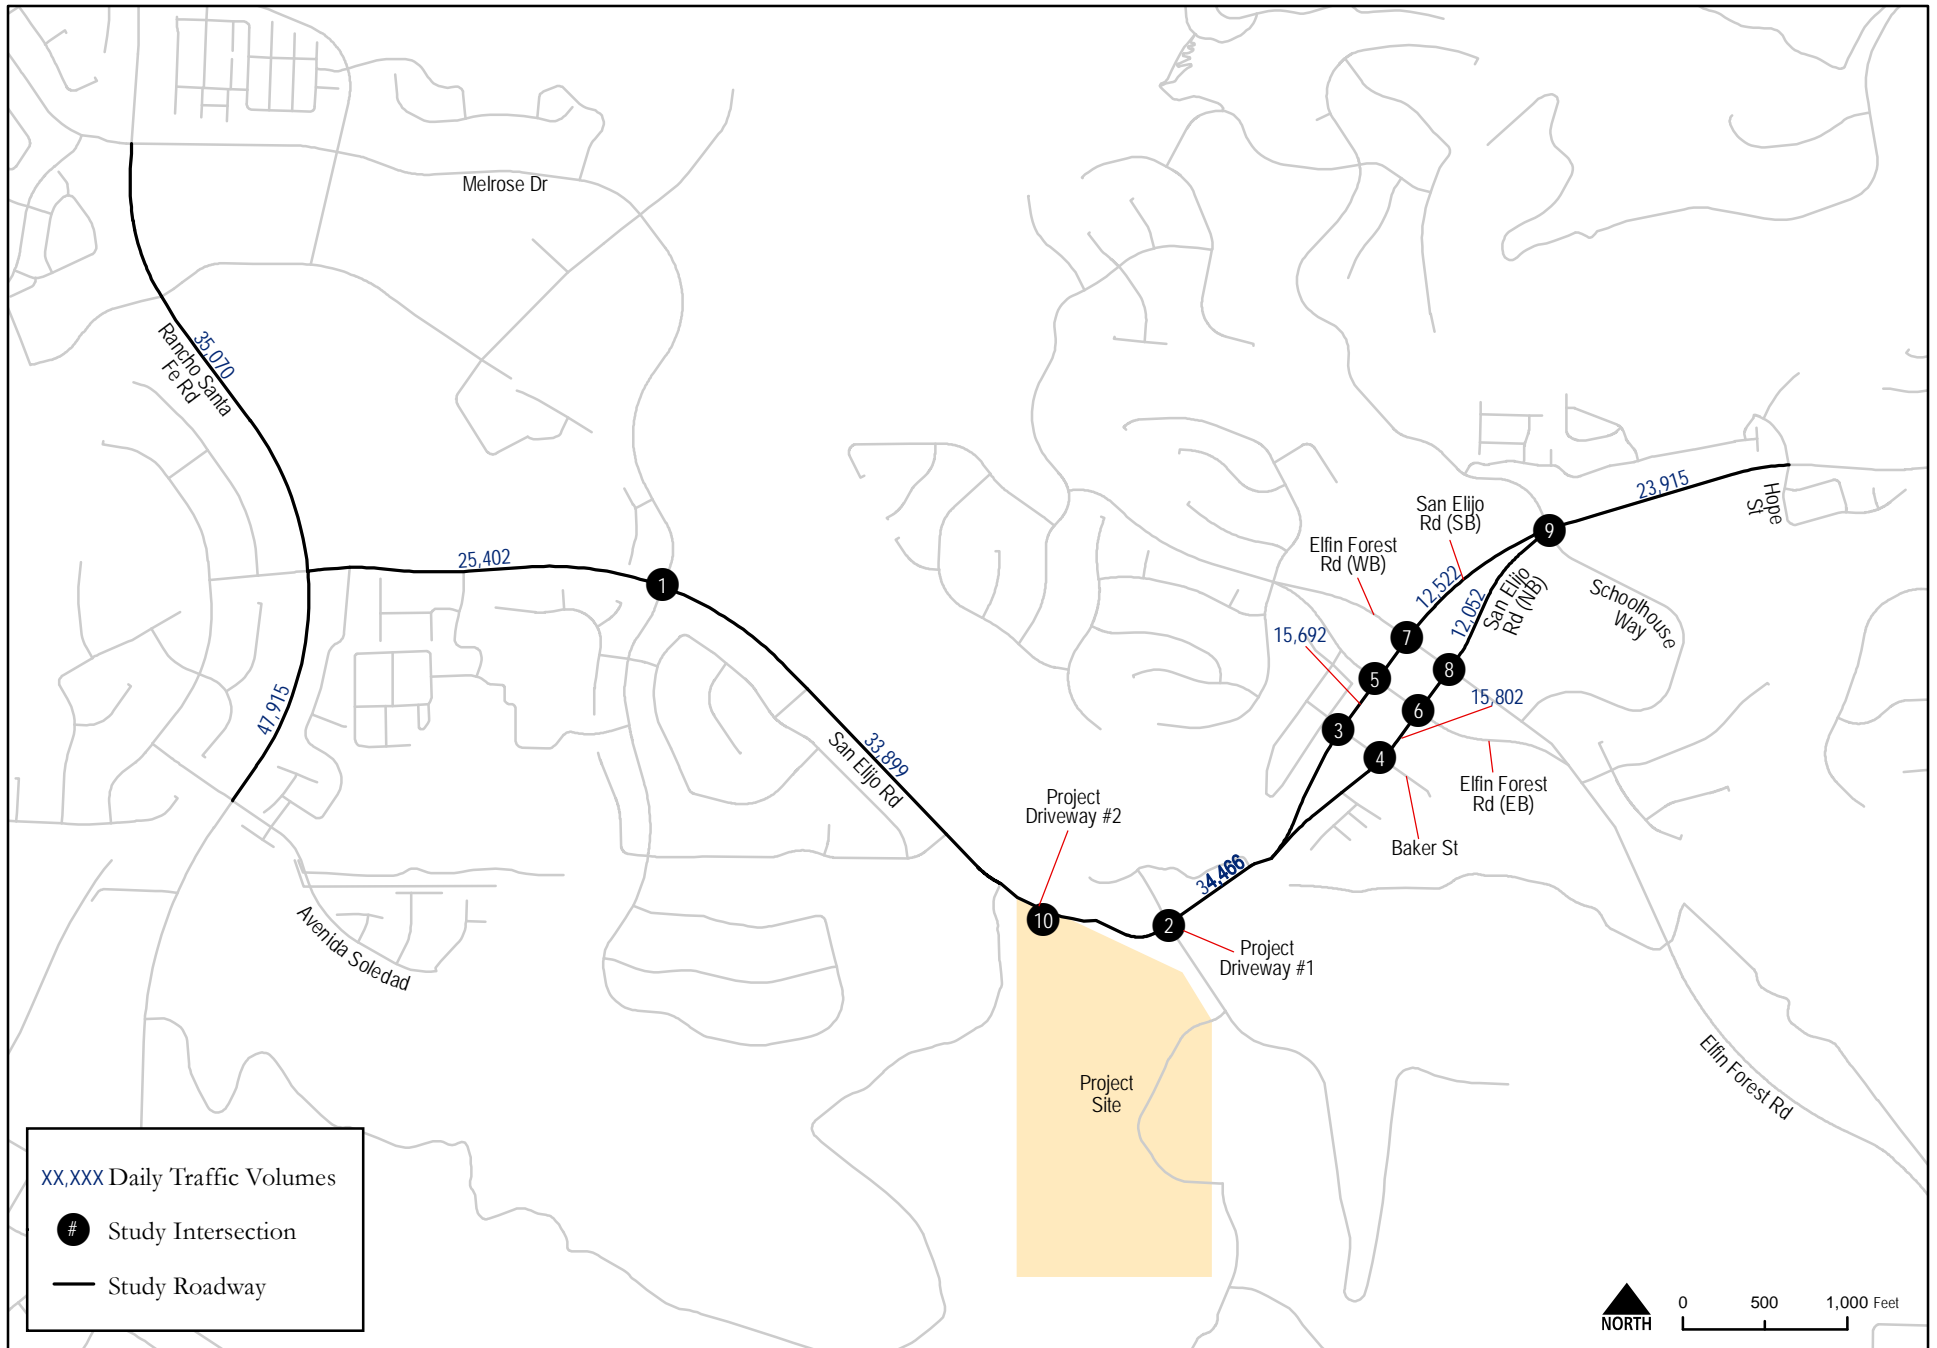 Melrose Dr
35,070
Rancho Santa
Fe Rd
25,402
1
47,915
33,899
San Elijo Rd
Avenida Soledad
Project
Driveway #2
10
34,466
2
Project
Driveway #1
Project
Site
San Elijo
Rd (SB)
Elfin Forest
Rd (WB)
23,915
Hope
St
9
12,522
12,052
San Elijo
Rd (NB)
Schoolhouse
Way
7
15,692
8
5
15,802
6
3
4
Elfin Forest
Rd (EB)
Baker St
Elfin Forest Rd
XX,XXX Daily Traffic Volumes
# Study Intersection
Study Roadway
NORTH
0 500 1,000 Feet